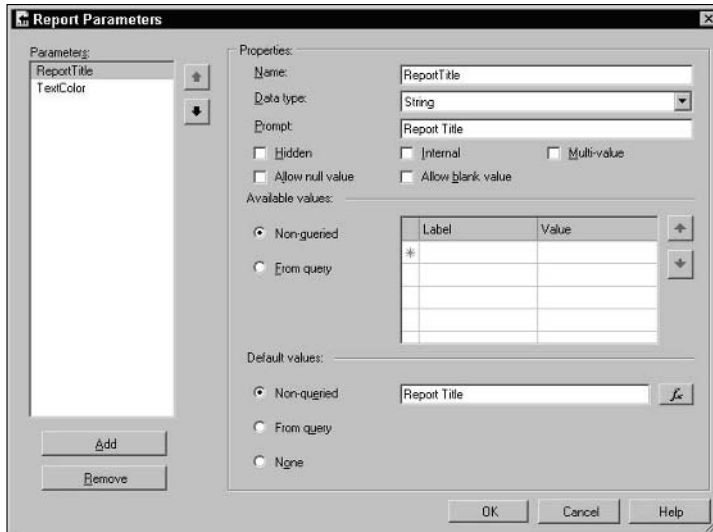 Report Parameters
Parameters:
ReportTitle
TextColor
Add
Remove
Properties:
Name:
ReportTitle
Data type:
String
Prompt:
Report Title
Hidden
Internal
Multi-value
Allow null value
Allow blank value
Available values:
Non-queried
From query
Label
Value
Default values:
Non-queried
Report Title
fx
From query
None
OK
Cancel
Help